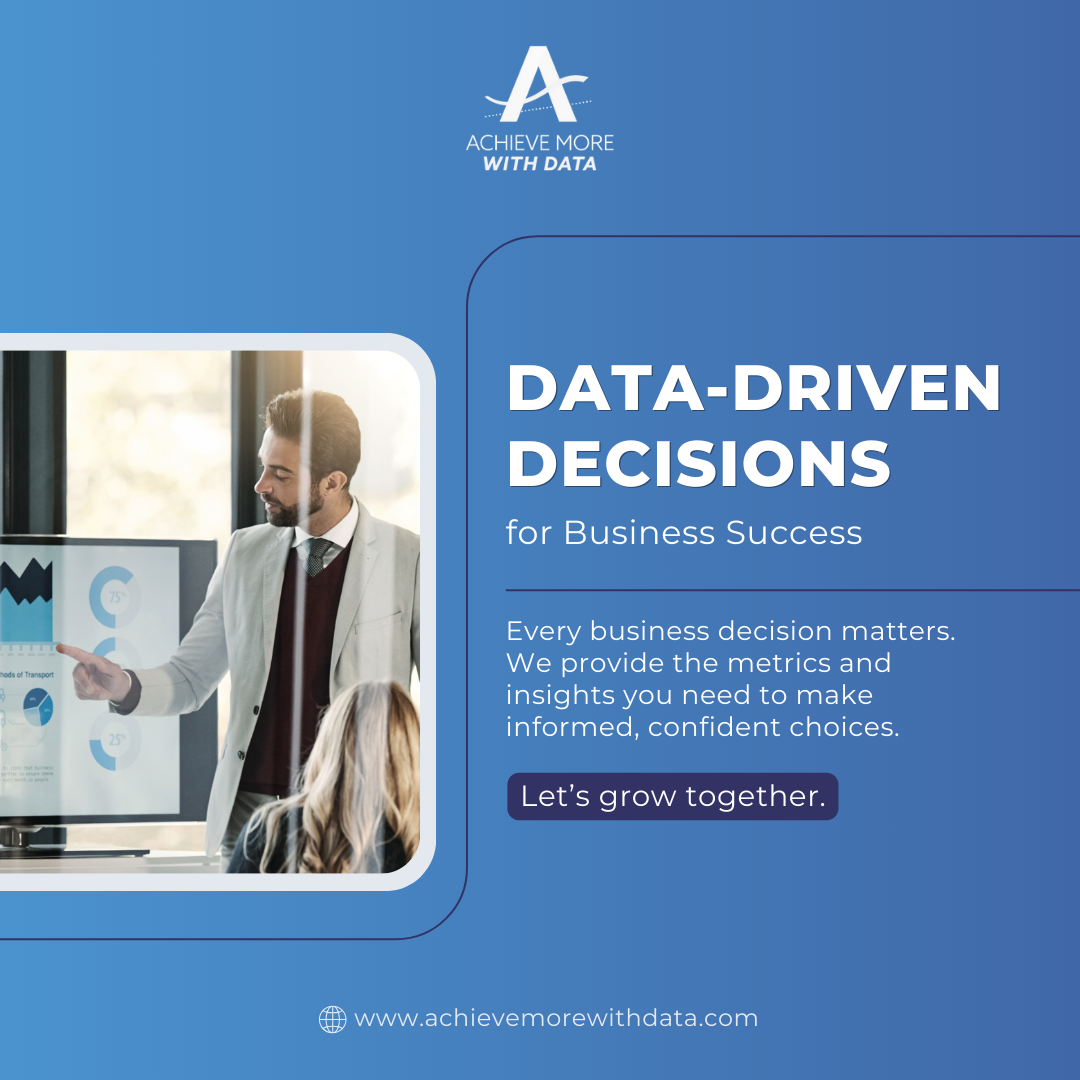 ACHIEVE MORE
WITH DATA
DATA-DRIVEN
DECISIONS
for Business Success
Every business decision matters.
We provide the metrics and
insights you need to make
informed, confident choices.
Let's grow together.
75%
hods of Transport
25%
www.achievemorewithdata.com